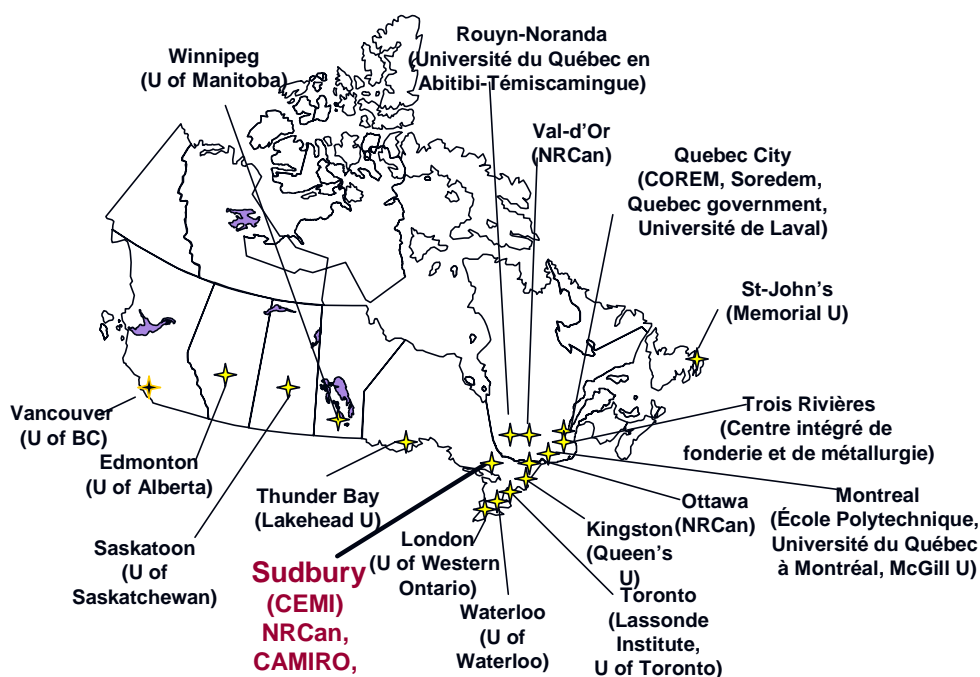 Winnipeg
(U of Manitoba)
Rouyn-Noranda
(Université du Québec en
Abitibi-Témiscamingue)
Val-d’Or
(NRCan)
Quebec City
(COREM, Soredem,
Quebec government,
Université de Laval)
St-John’s
(Memorial U)
Trois Rivières
(Centre intégré de
fonderie et de métallurgie)
Montreal
(École Polytechnique,
Université du Québec
à Montréal, McGill U)
Ottawa
(NRCan)
Kingston
(Queen’s
U)
Toronto
(Lassonde
Institute,
U of Toronto)
Waterloo
(U of
Waterloo)
London
(U of Western
Ontario)
Sudbury
(CEMI)
NRCan,
CAMIRO,
Thunder Bay
(Lakehead U)
Saskatoon
(U of
Saskatchewan)
Edmonton
(U of Alberta)
Vancouver
(U of BC)